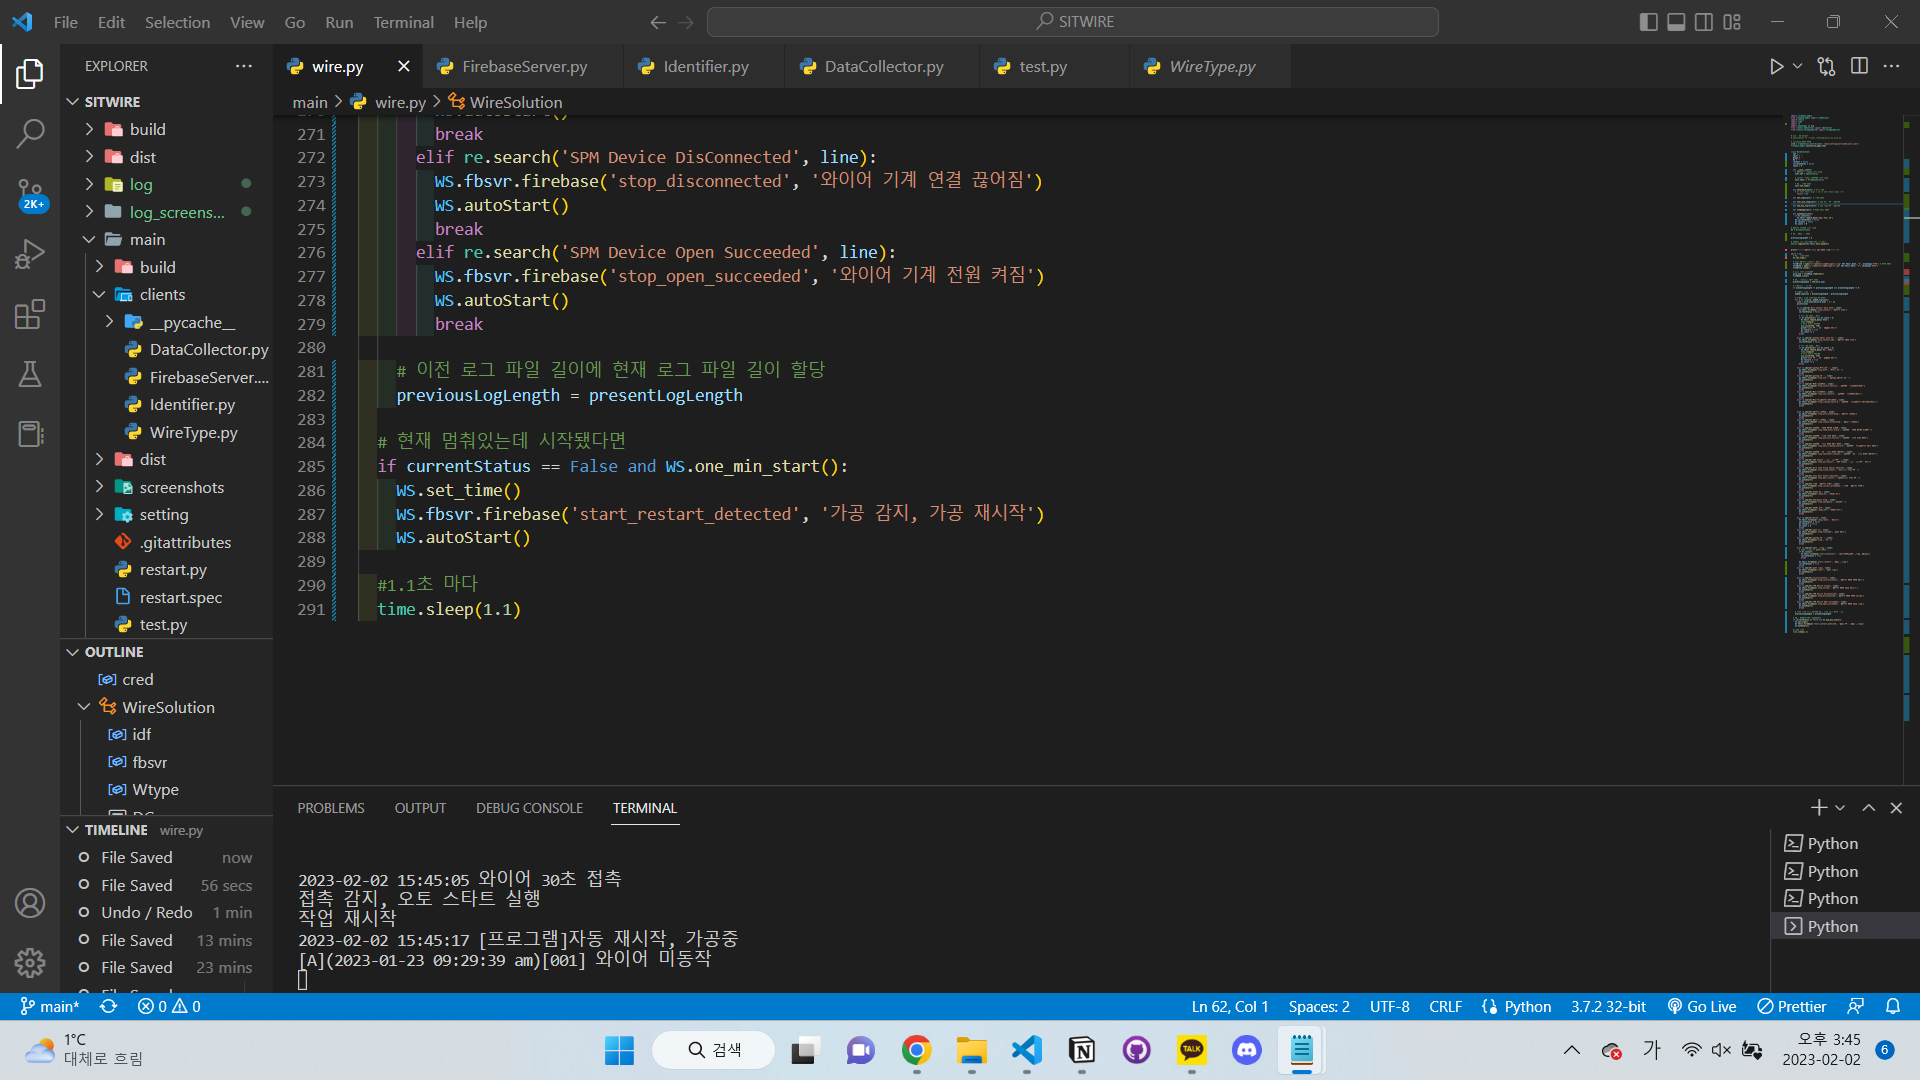 File Edit Selection View Go Run Terminal Help
SITWIRE
EXPLORER
wire.py FirebaseServer.py Identifier.py DataCollector.py test.py WireType.py
main wire.py WireSolution
SITWIRE
build
dist
log
log_screens...
main
build
clients
__pycache__
DataCollector.py
FirebaseServer....
Identifier.py
WireType.py
dist
screenshots
setting
.gitattributes
restart.py
restart.spec
test.py
2K+
271 break
272 elif re.search('SPM Device DisConnected', line):
273 WS.fbsvr.firebase('stop_disconnected', '와이어 기계 연결 끊어짐')
274 WS.autoStart()
275 break
276 elif re.search('SPM Device Open Succeeded', line):
277 WS.fbsvr.firebase('stop_open_succeeded', '와이어 기계 전원 켜짐')
278 WS.autoStart()
279 break
280
281 # 이전 로그 파일 길이에 현재 로그 파일 길이 할당
282 previousLogLength = presentLogLength
283
284 # 현재 멈춰있는데 시작됐다면
285 if currentStatus == False and WS.one_min_start():
286 WS.set_time()
287 WS.fbsvr.firebase('start_restart_detected', '가공 감지, 가공 재시작')
288 WS.autoStart()
289
290 #1.1초 마다
291 time.sleep(1.1)
OUTLINE
cred
WireSolution
idf
fbsvr
Wtype
TIMELINE wire.py
File Saved now
File Saved 56 secs
Undo / Redo 1 min
File Saved 13 mins
File Saved 23 mins
PROBLEMS OUTPUT DEBUG CONSOLE TERMINAL
2023-02-02 15:45:05 와이어 30초 접촉
접촉 감지, 오토 스타트 실행
작업 재시작
2023-02-02 15:45:17 [프로그램]자동 재시작, 가공중
[A](2023-01-23 09:29:39 am)[001] 와이어 미동작
Python
Python
Python
Python
main* 0 0
Ln 62, Col 1 Spaces: 2 UTF-8 CRLF Python 3.7.2 32-bit Go Live Prettier
1°C
대체로 흐림
검색
TALK
가
오후 3:45
2023-02-02
6